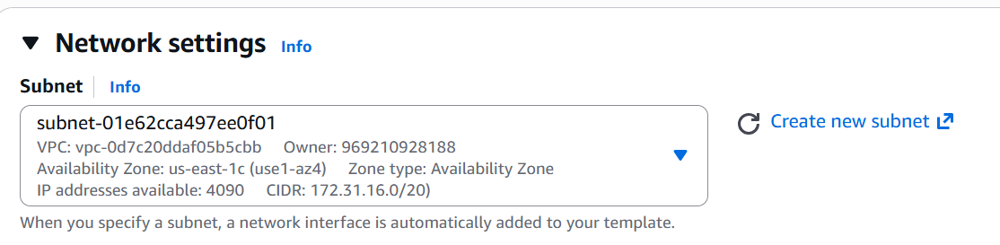 Network settings Info
Subnet Info
subnet-01e62cca497ee0f01
Create new subnet
VPC: vpc-0d7c20ddaf05b5cbb Owner: 969210928188
Availability Zone: us-east-1c (use1-az4) Zone type: Availability Zone
IP addresses available: 4090 CIDR: 172.31.16.0/20)
When you specify a subnet, a network interface is automatically added to your template.